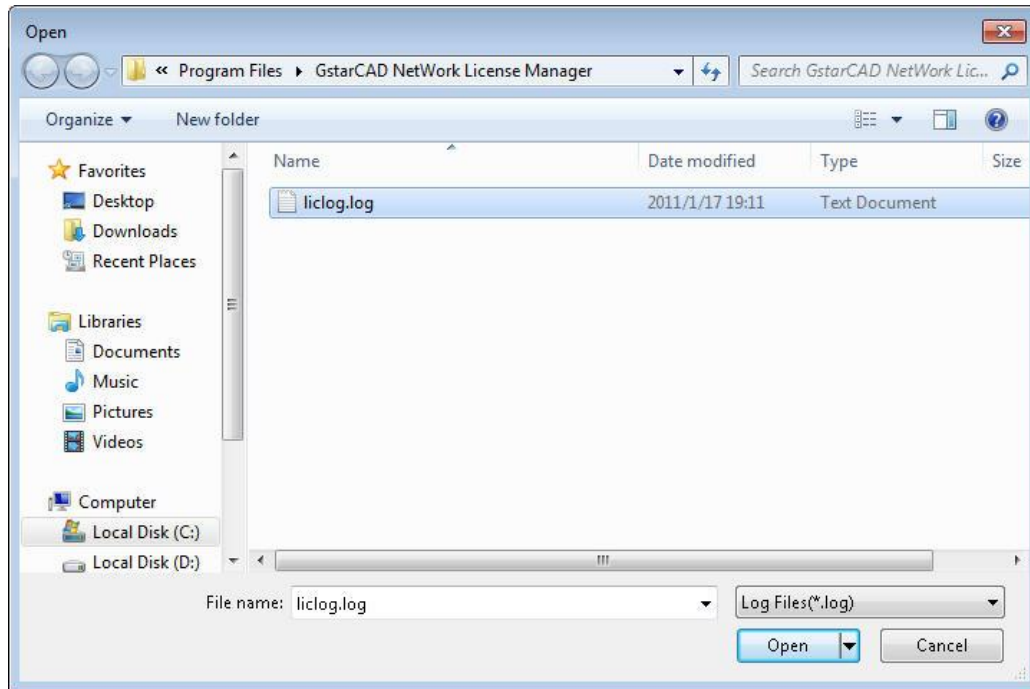 Open
« Program Files ▸ GstarCAD NetWork License Manager
Search GstarCAD NetWork Lic...
Organize
New folder
Name
Date modified
Type
Size
Favorites
Desktop
Downloads
Recent Places
Libraries
Documents
Music
Pictures
Videos
Computer
Local Disk (C:)
Local Disk (D:)
liclog.log
2011/1/17 19:11
Text Document
File name: liclog.log
Log Files(*.log)
Open
Cancel